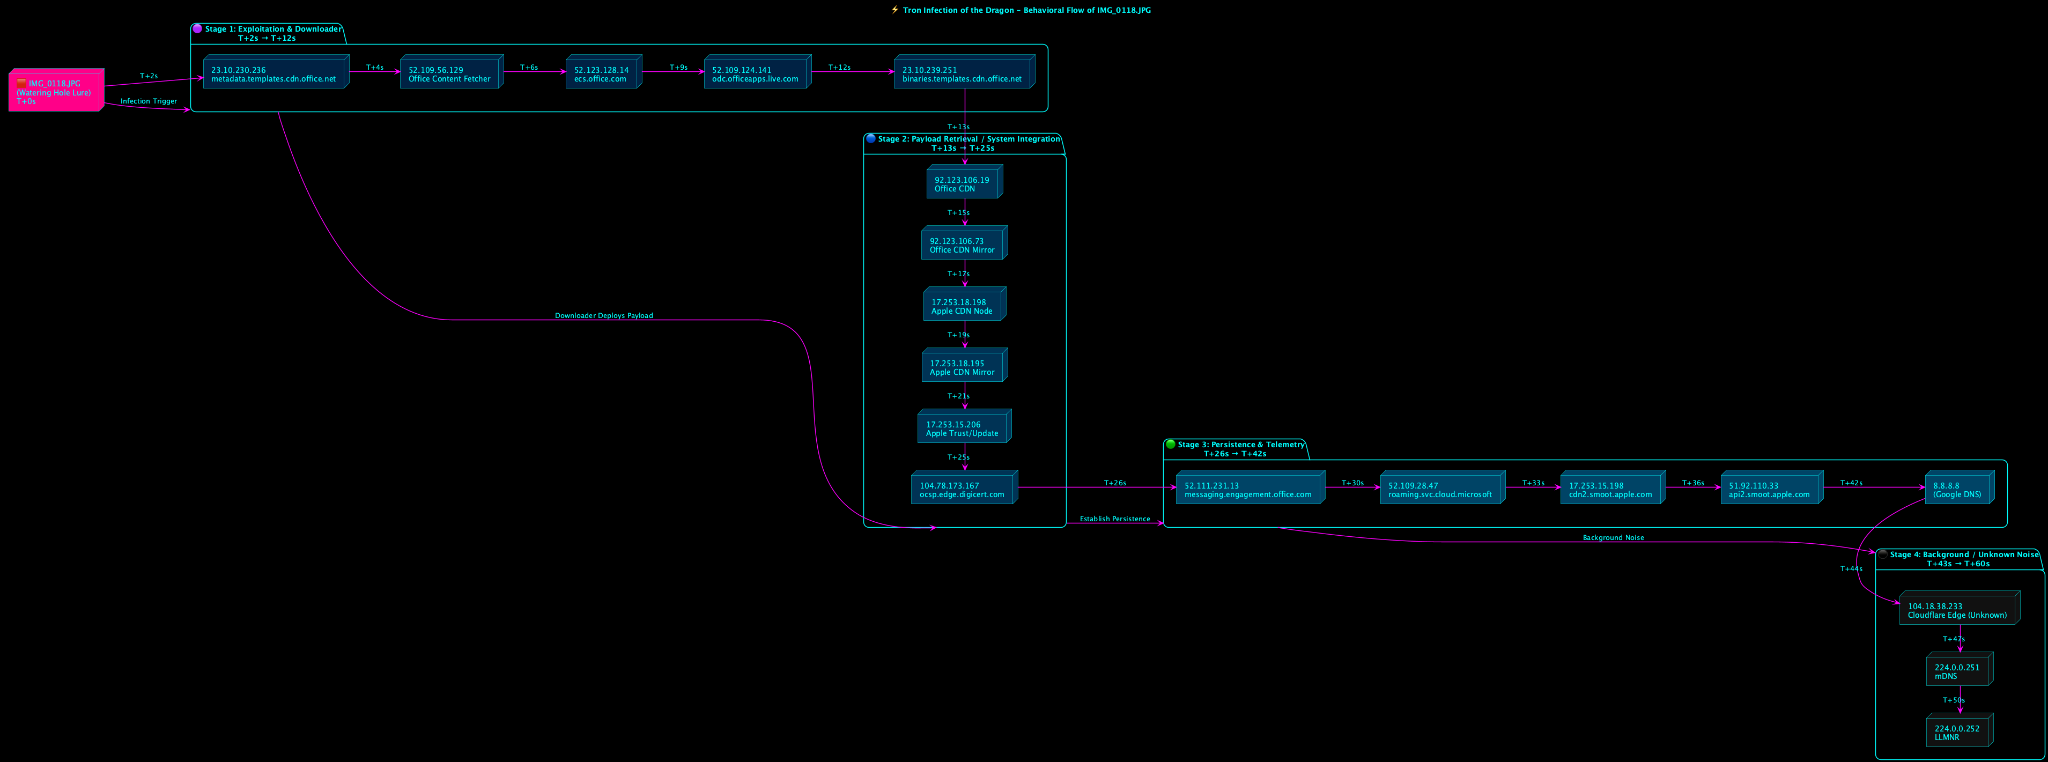 ⚡ Tron Infection of the Dragon – Behavioral Flow of IMG_0118.JPG
IMG_0118.JPG
(Watering Hole Lure)
T+0s
T+2s
Infection Trigger
Stage 1: Exploitation & Downloader
T+2s → T+12s
23.10.230.236
metadata.templates.cdn.office.net
T+4s
52.109.56.129
Office Content Fetcher
T+6s
52.123.128.14
ecs.office.com
T+9s
52.109.124.141
odc.officeapps.live.com
T+12s
23.10.239.251
binaries.templates.cdn.office.net
T+13s
Downloader Deploys Payload
Stage 2: Payload Retrieval / System Integration
T+13s → T+25s
92.123.106.19
Office CDN
T+15s
92.123.106.73
Office CDN Mirror
T+17s
17.253.18.198
Apple CDN Node
T+19s
17.253.18.195
Apple CDN Mirror
T+21s
17.253.15.206
Apple Trust/Update
T+25s
104.78.173.167
ocsp.edge.digicert.com
T+26s
Establish Persistence
Stage 3: Persistence & Telemetry
T+26s → T+42s
52.111.231.13
messaging.engagement.office.com
T+30s
52.109.28.47
roaming.svc.cloud.microsoft
T+33s
17.253.15.198
cdn2.smoot.apple.com
T+36s
51.92.110.33
api2.smoot.apple.com
T+42s
8.8.8.8
(Google DNS)
Background Noise
T+44s
Stage 4: Background / Unknown Noise
T+43s → T+60s
104.18.38.233
Cloudflare Edge (Unknown)
T+47s
224.0.0.251
mDNS
T+50s
224.0.0.252
LLMNR